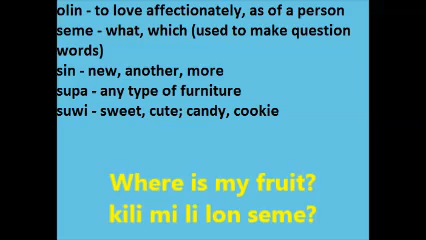 olin - to love affectionately, as of a person
seme - what, which (used to make question
words)
sin - new, another, more
supa - any type of furniture
suwi - sweet, cute; candy, cookie
Where is my fruit?
kili mi li lon seme?